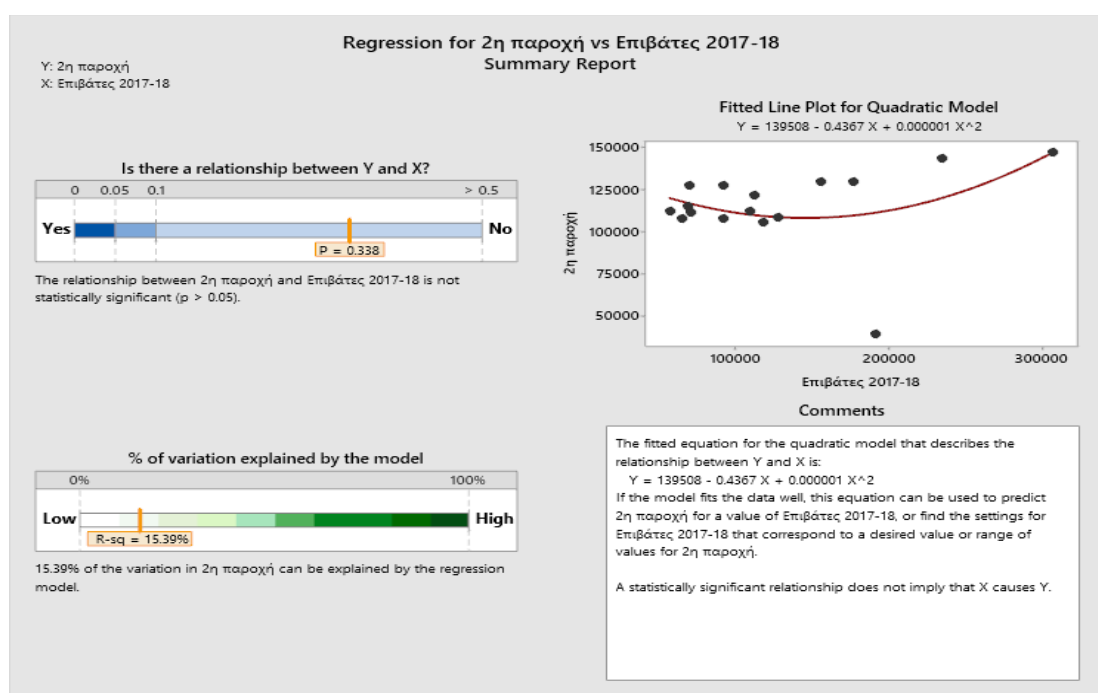 Regression for 2η παροχή vs Επιβάτες 2017-18
Summary Report
Y: 2η παροχή
X: Επιβάτες 2017-18
Is there a relationship between Y and X?
0 0.05 0.1 > 0.5
Yes No
P = 0.338
The relationship between 2η παροχή and Επιβάτες 2017-18 is not
statistically significant (p > 0.05).
% of variation explained by the model
0% 100%
Low High
R-sq = 15.39%
15.39% of the variation in 2η παροχή can be explained by the regression
model.
Fitted Line Plot for Quadratic Model
Y = 139508 - 0.4367 X + 0.000001 X^2
150000
125000
100000
75000
50000
2η παροχή
100000 200000 300000
Επιβάτες 2017-18
Comments
The fitted equation for the quadratic model that describes the
relationship between Y and X is:
Y = 139508 - 0.4367 X + 0.000001 X^2
If the model fits the data well, this equation can be used to predict
2η παροχή for a value of Επιβάτες 2017-18, or find the settings for
Επιβάτες 2017-18 that correspond to a desired value or range of
values for 2η παροχή.
A statistically significant relationship does not imply that X causes Y.